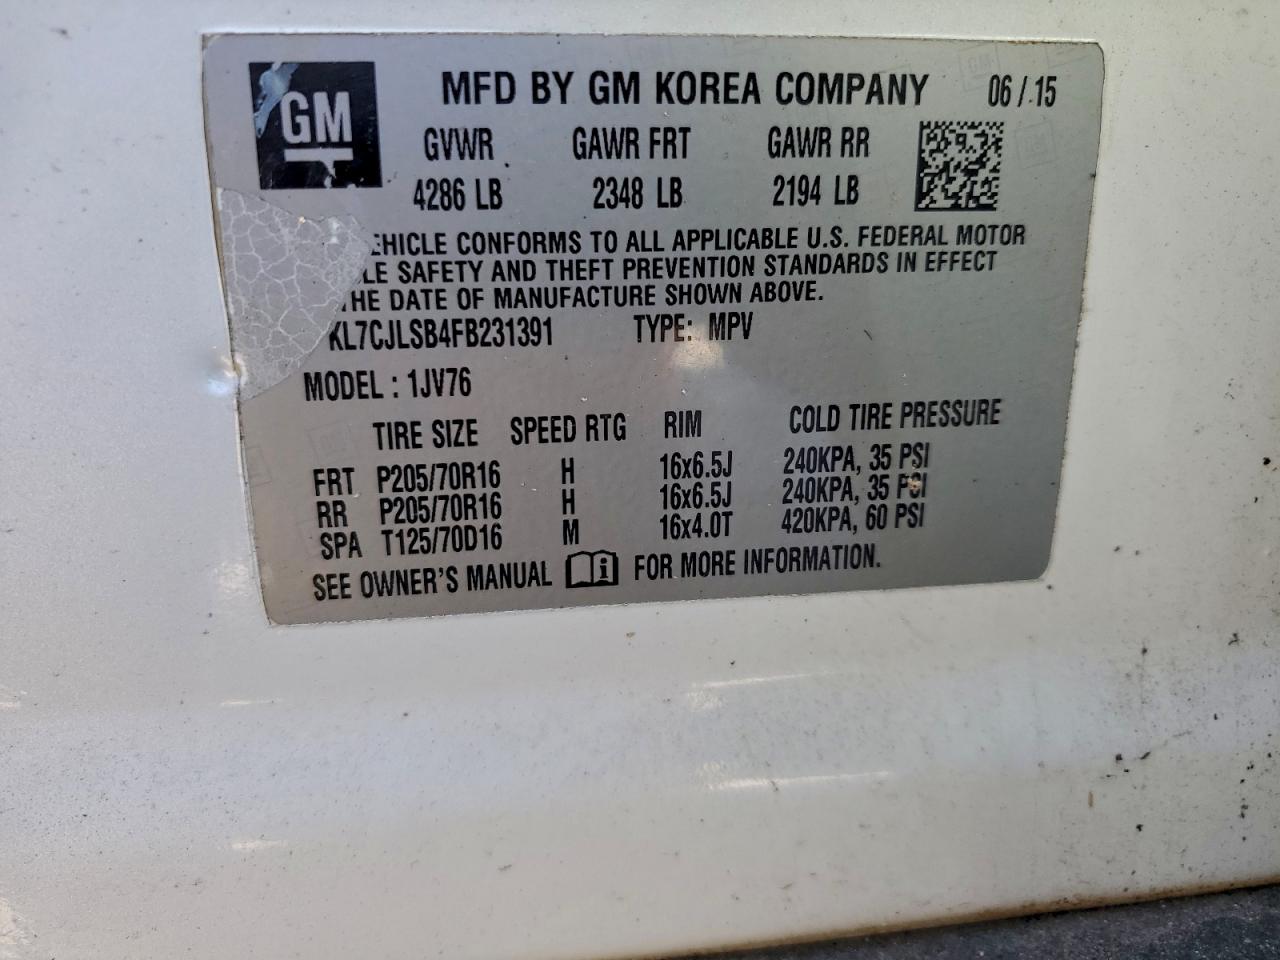 GM
MFD BY GM KOREA COMPANY 06/15
GVWR GAWR FRT GAWR RR
4286 LB 2348 LB 2194 LB
EHICLE CONFORMS TO ALL APPLICABLE U.S. FEDERAL MOTOR
LE SAFETY AND THEFT PREVENTION STANDARDS IN EFFECT
THE DATE OF MANUFACTURE SHOWN ABOVE.
KL7CJLSB4FB231391 TYPE: MPV
MODEL : 1JV76
TIRE SIZE SPEED RTG RIM COLD TIRE PRESSURE
FRT P205/70R16 H 16x6.5J 240KPA, 35 PSI
RR P205/70R16 H 16x6.5J 240KPA, 35 PSI
SPA T125/70D16 M 16x4.0T 420KPA, 60 PSI
SEE OWNER'S MANUAL FOR MORE INFORMATION.